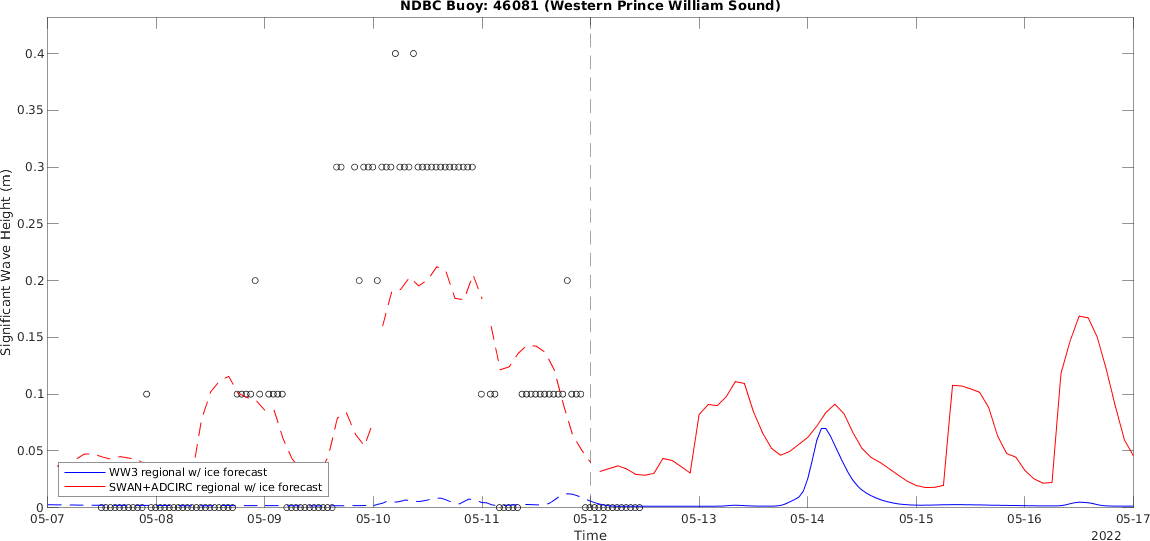 NDBC Buoy: 46081 (Western Prince William Sound)
Significant Wave Height (m)
0.4
0.35
0.3
0.25
0.2
0.15
0.1
0.05
0
WW3 regional w/ ice forecast
SWAN+ADCIRC regional w/ ice forecast
05-07 05-08 05-09 05-10 05-11 05-12 05-13 05-14 05-15 05-16 05-17
Time
2022